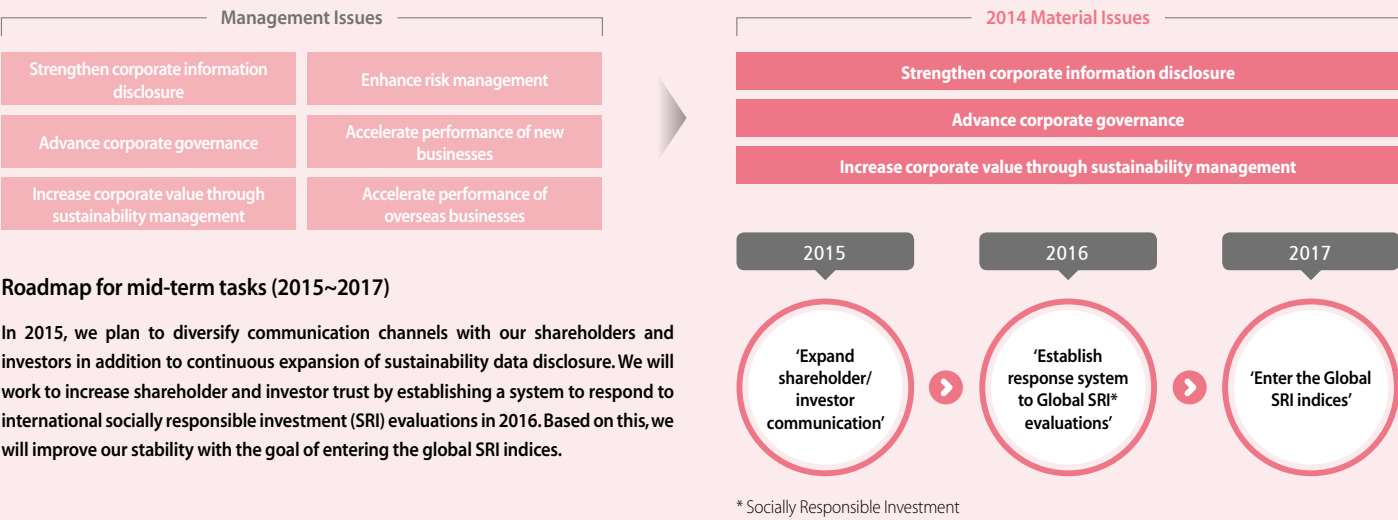 Management Issues
Strengthen corporate information
disclosure
Enhance risk management
Advance corporate governance
Accelerate performance of new
businesses
Increase corporate value through
sustainability management
Accelerate performance of
overseas businesses
Roadmap for mid-term tasks (2015~2017)
In 2015, we plan to diversify communication channels with our shareholders and
investors in addition to continuous expansion of sustainability data disclosure. We will
work to increase shareholder and investor trust by establishing a system to respond to
international socially responsible investment (SRI) evaluations in 2016. Based on this, we
will improve our stability with the goal of entering the global SRI indices.
2014 Material Issues
Strengthen corporate information disclosure
Advance corporate governance
Increase corporate value through sustainability management
2015
‘Expand
shareholder/
investor
communication’
2016
‘Establish
response system
to Global SRI*
evaluations’
2017
‘Enter the Global
SRI indices’
* Socially Responsible Investment